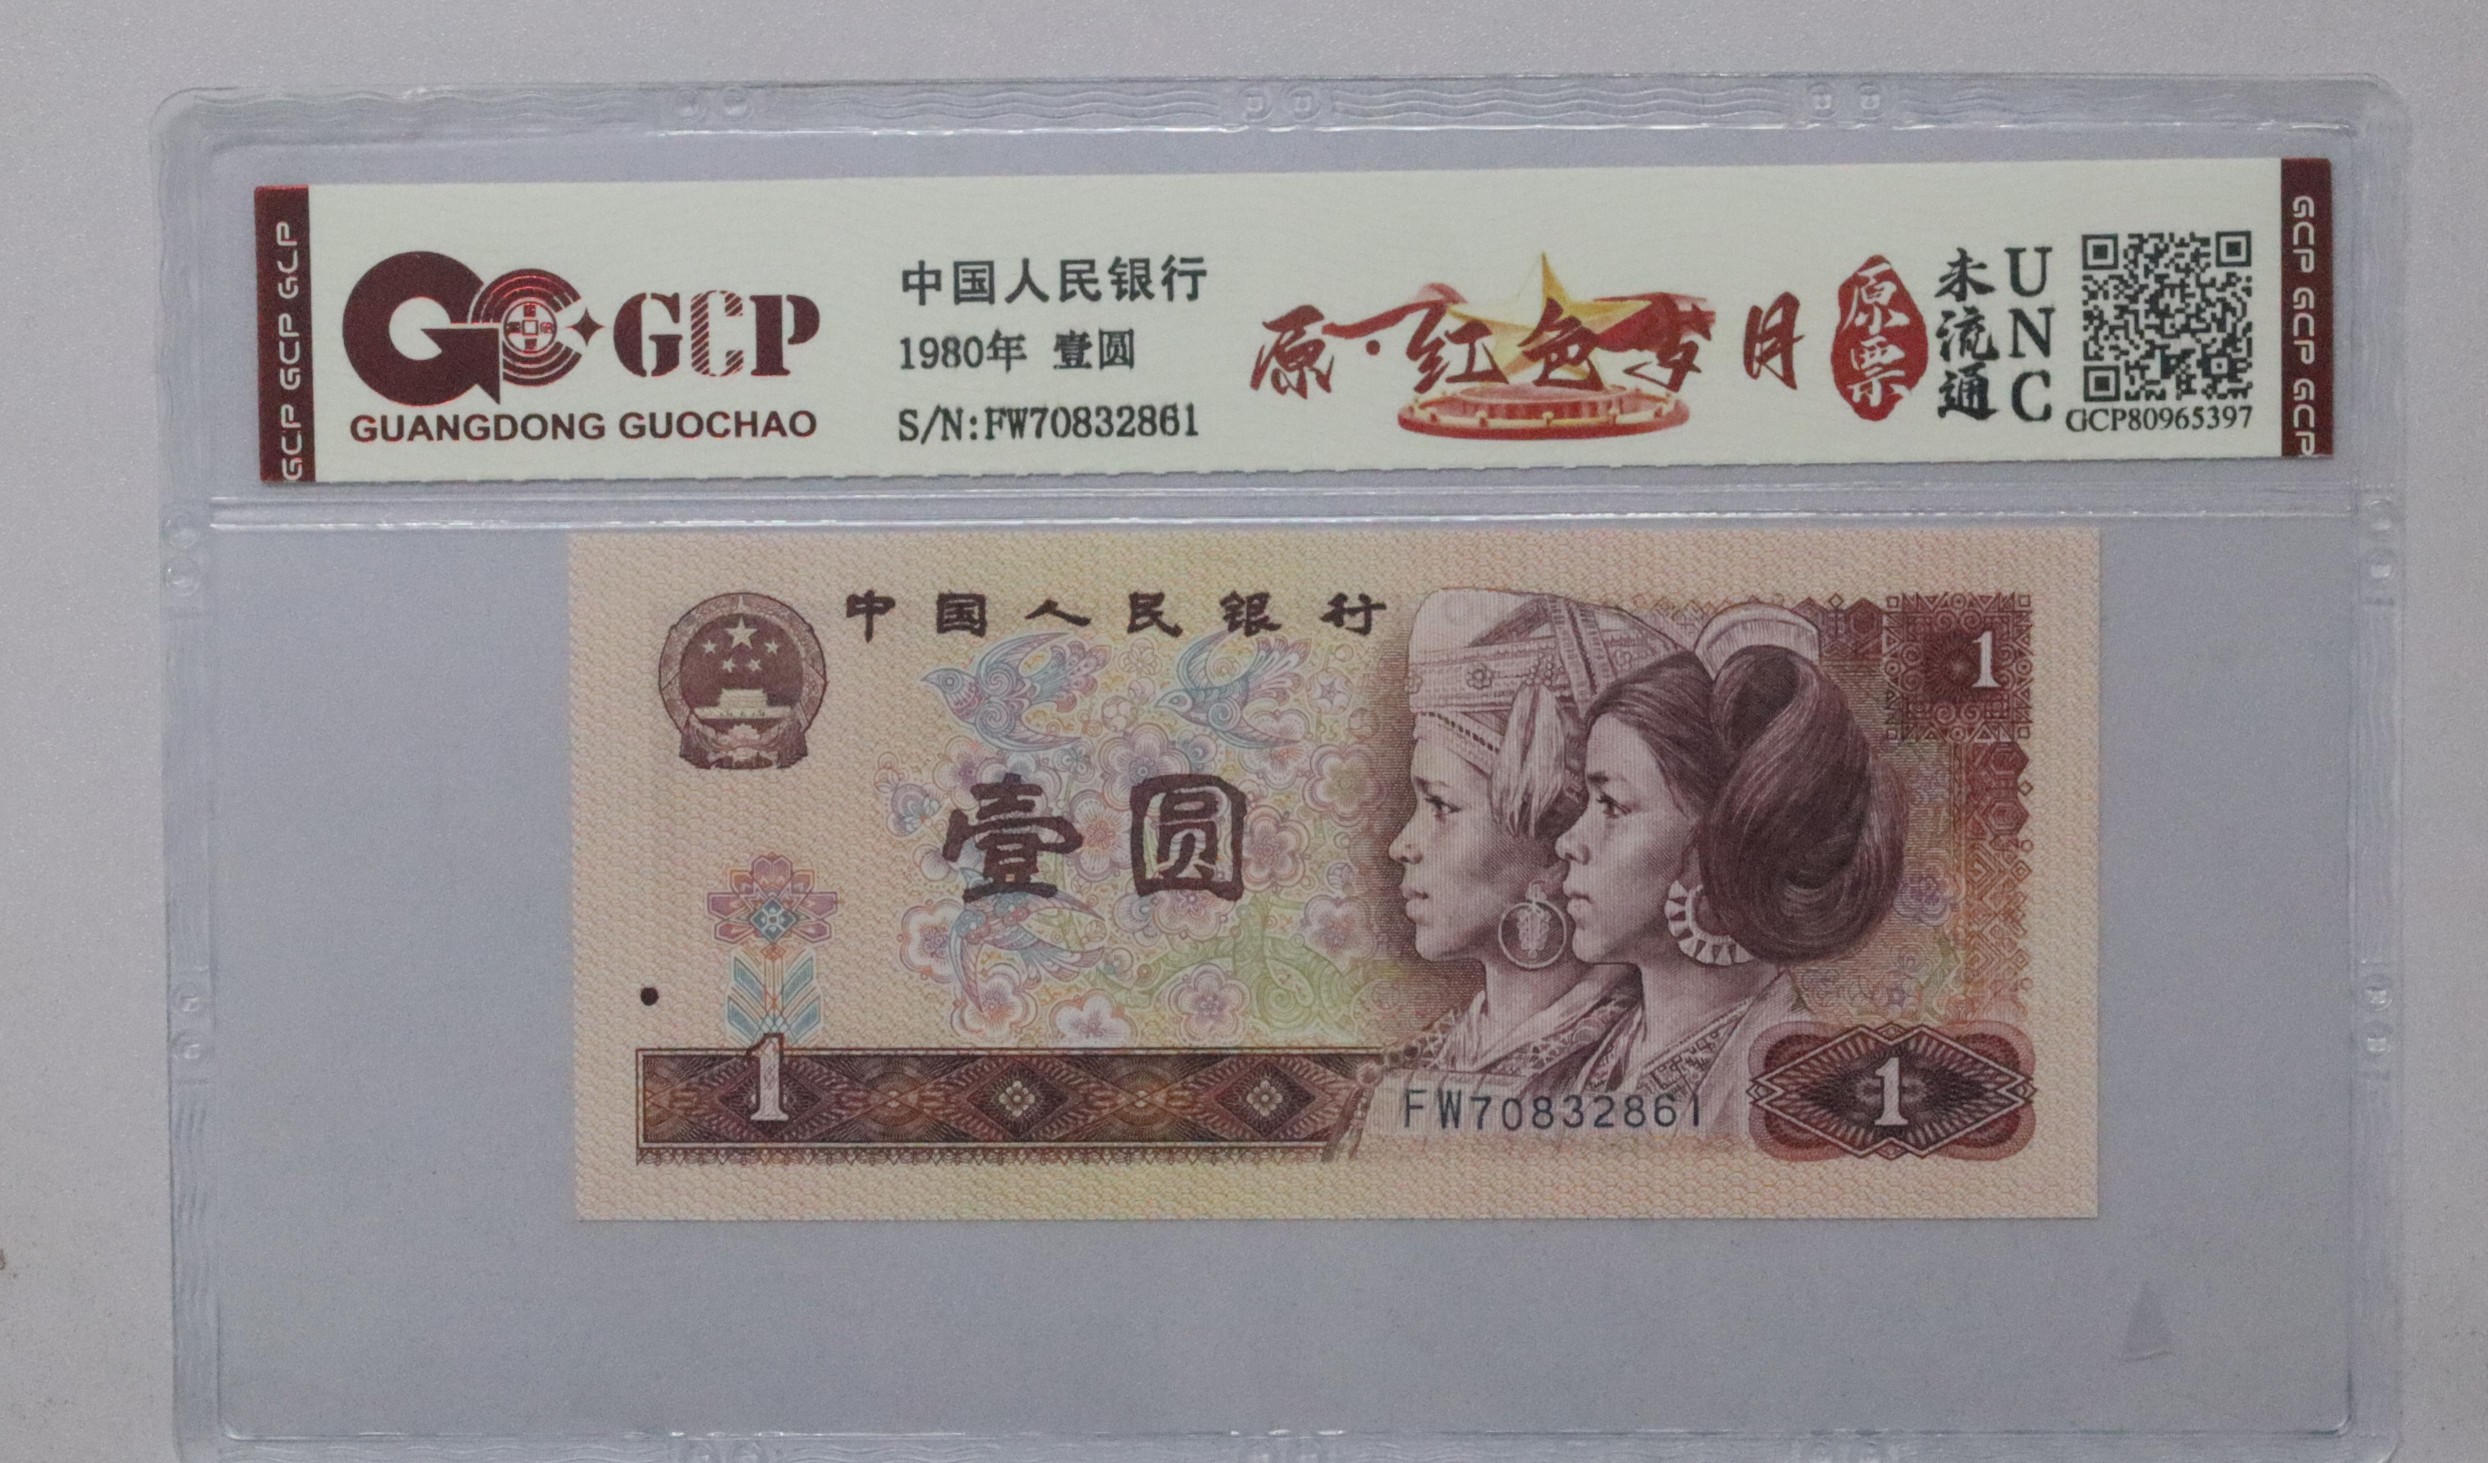 GCP GCP GCP
GCP
GUANGDONG GUOCHAO
中国人民银行
1980年 壹圆
S/N:FW70832861
原·红色岁月
原票
未流通
UNC
GCP80965397
GCP GCP GCP
中国人民银行
1
壹圆
1
FW70832861
1